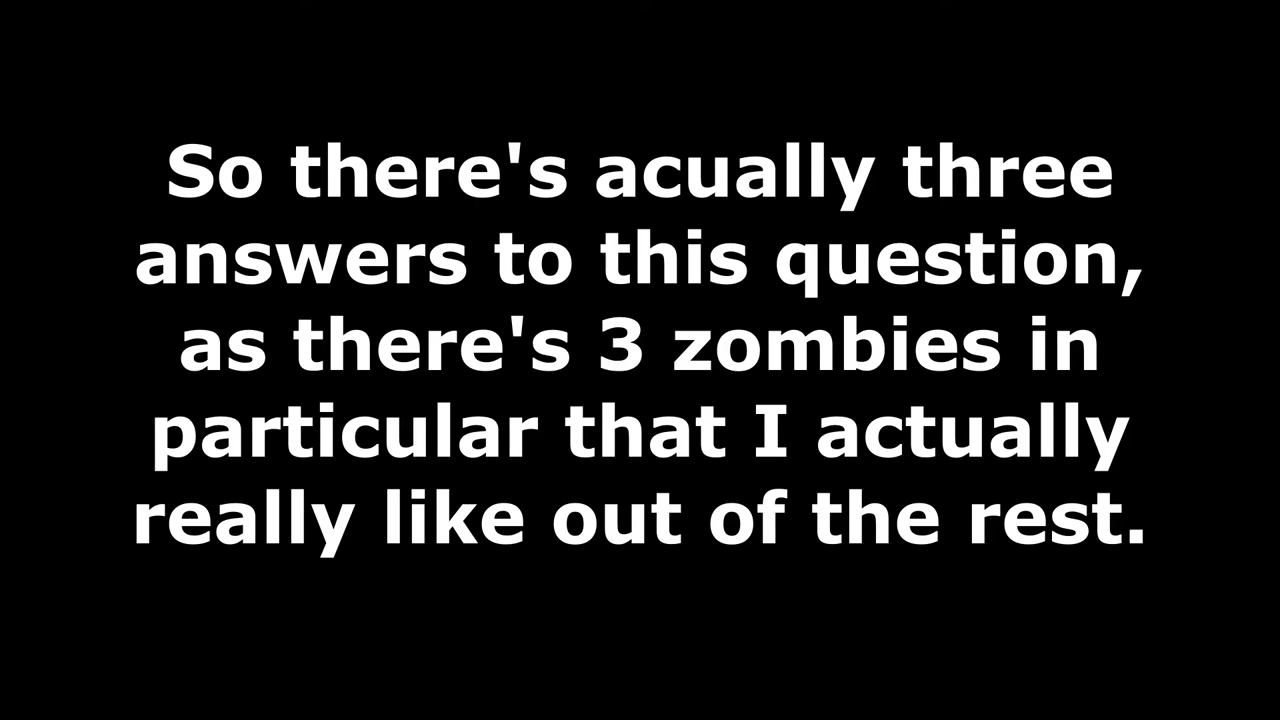 So there's acually three
answers to this question,
as there's 3 zombies in
particular that I actually
really like out of the rest.